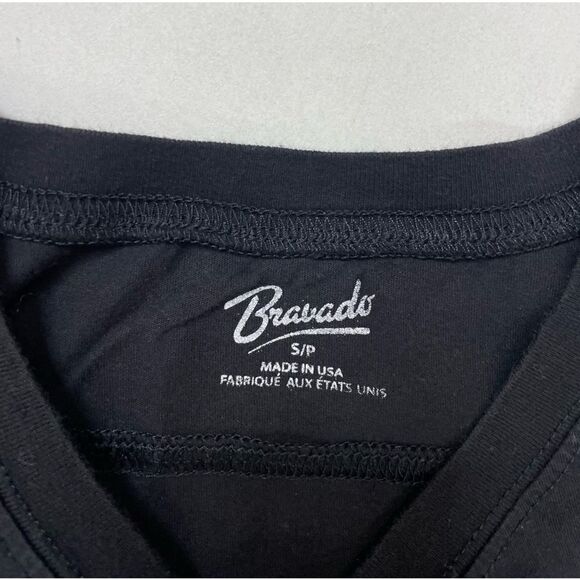 Bravado
S/P
MADE IN USA
FABRIQUÉ AUX ÉTATS UNIS